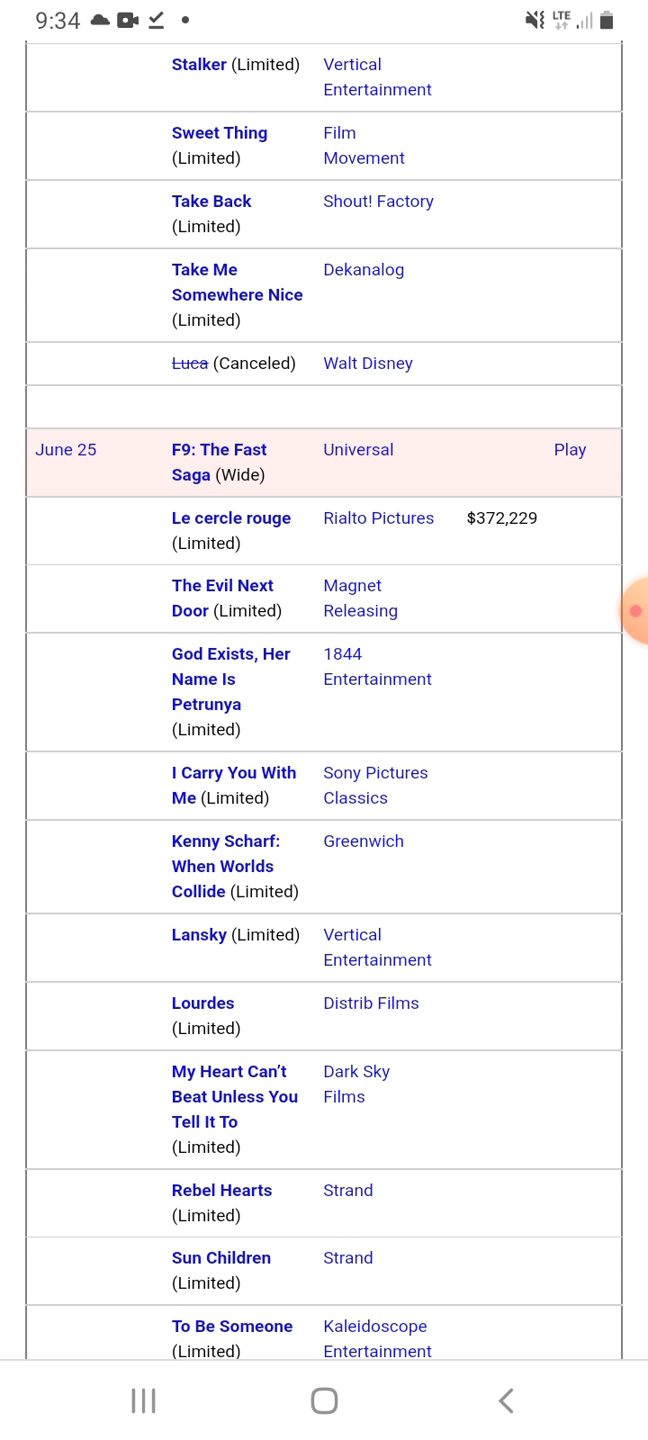 9:34
LTE
Stalker (Limited) Vertical
Entertainment
Sweet Thing Film
(Limited) Movement
Take Back Shout! Factory
(Limited)
Take Me Dekanalog
Somewhere Nice
(Limited)
Luca (Canceled) Walt Disney
June 25 F9: The Fast Universal Play
Saga (Wide)
Le cercle rouge Rialto Pictures $372,229
(Limited)
The Evil Next Magnet
Door (Limited) Releasing
God Exists, Her 1844
Name Is Entertainment
Petrunya
(Limited)
I Carry You With Sony Pictures
Me (Limited) Classics
Kenny Scharf: Greenwich
When Worlds
Collide (Limited)
Lansky (Limited) Vertical
Entertainment
Lourdes Distrib Films
(Limited)
My Heart Can’t Dark Sky
Beat Unless You Films
Tell It To
(Limited)
Rebel Hearts Strand
(Limited)
Sun Children Strand
(Limited)
To Be Someone Kaleidoscope
(Limited) Entertainment